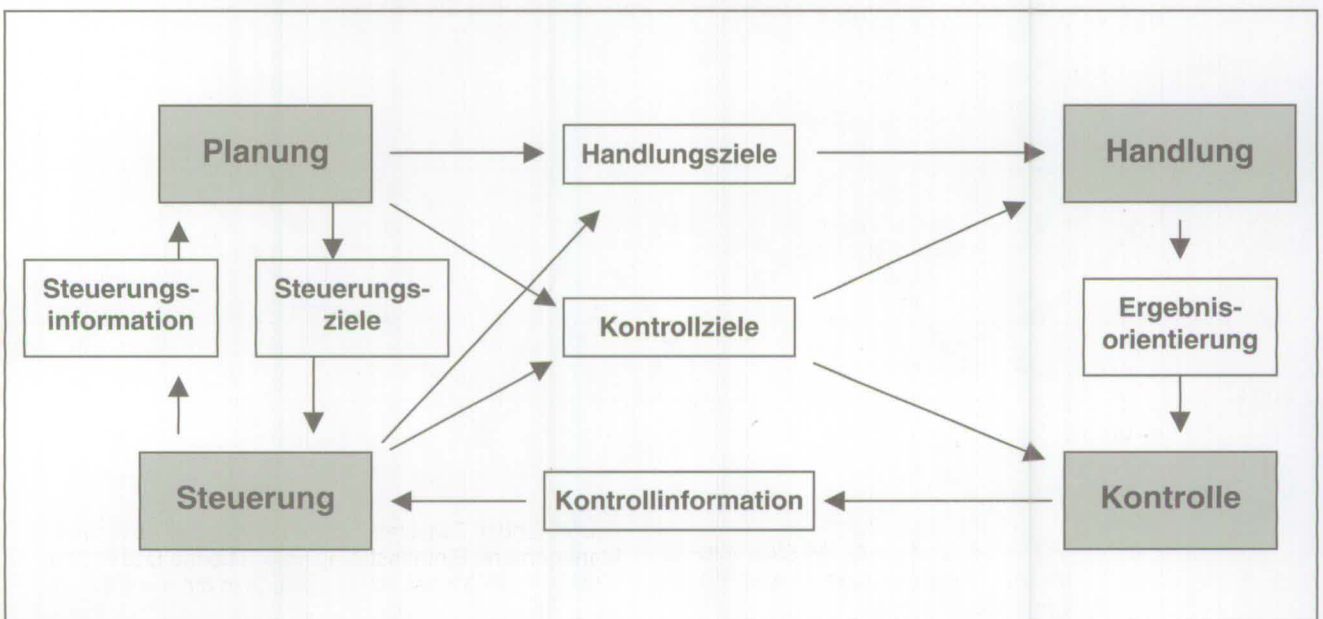 Planung
Handlungsziele
Handlung
Steuerungs-
information
Steuerungs-
ziele
Kontrollziele
Ergebnis-
orientierung
Steuerung
Kontrollinformation
Kontrolle